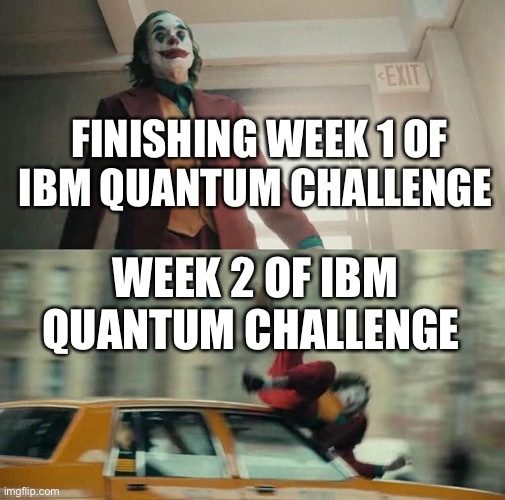 <EXIT
FINISHING WEEK 1 OF
IBM QUANTUM CHALLENGE
WEEK 2 OF IBM
QUANTUM CHALLENGE
imgflip.com